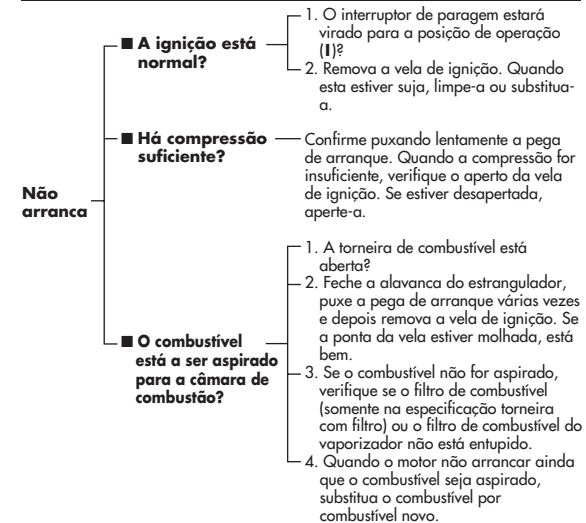 Não
arranca
■ A ignição está
normal?
1. O interruptor de paragem estará
virado para a posição de operação
(I)?
2. Remova a vela de ignição. Quando
esta estiver suja, limpe-a ou substitua-
a.
■ Há compressão
suficiente?
Confirme puxando lentamente a pega
de arranque. Quando a compressão for
insuficiente, verifique o aperto da vela
de ignição. Se estiver desapertada,
aperte-a.
■ O combustível
está a ser aspirado
para a câmara de
combustão?
1. A torneira de combustível está
aberta?
2. Feche a alavanca do estrangulador,
puxe a pega de arranque várias vezes
e depois remova a vela de ignição. Se
a ponta da vela estiver molhada, está
bem.
3. Se o combustível não for aspirado,
verifique se o filtro de combustível
(somente na especificação torneira
com filtro) ou o filtro de combustível do
vaporizador não está entupido.
4. Quando o motor não arrancar ainda
que o combustível seja aspirado,
substitua o combustível por
combustível novo.